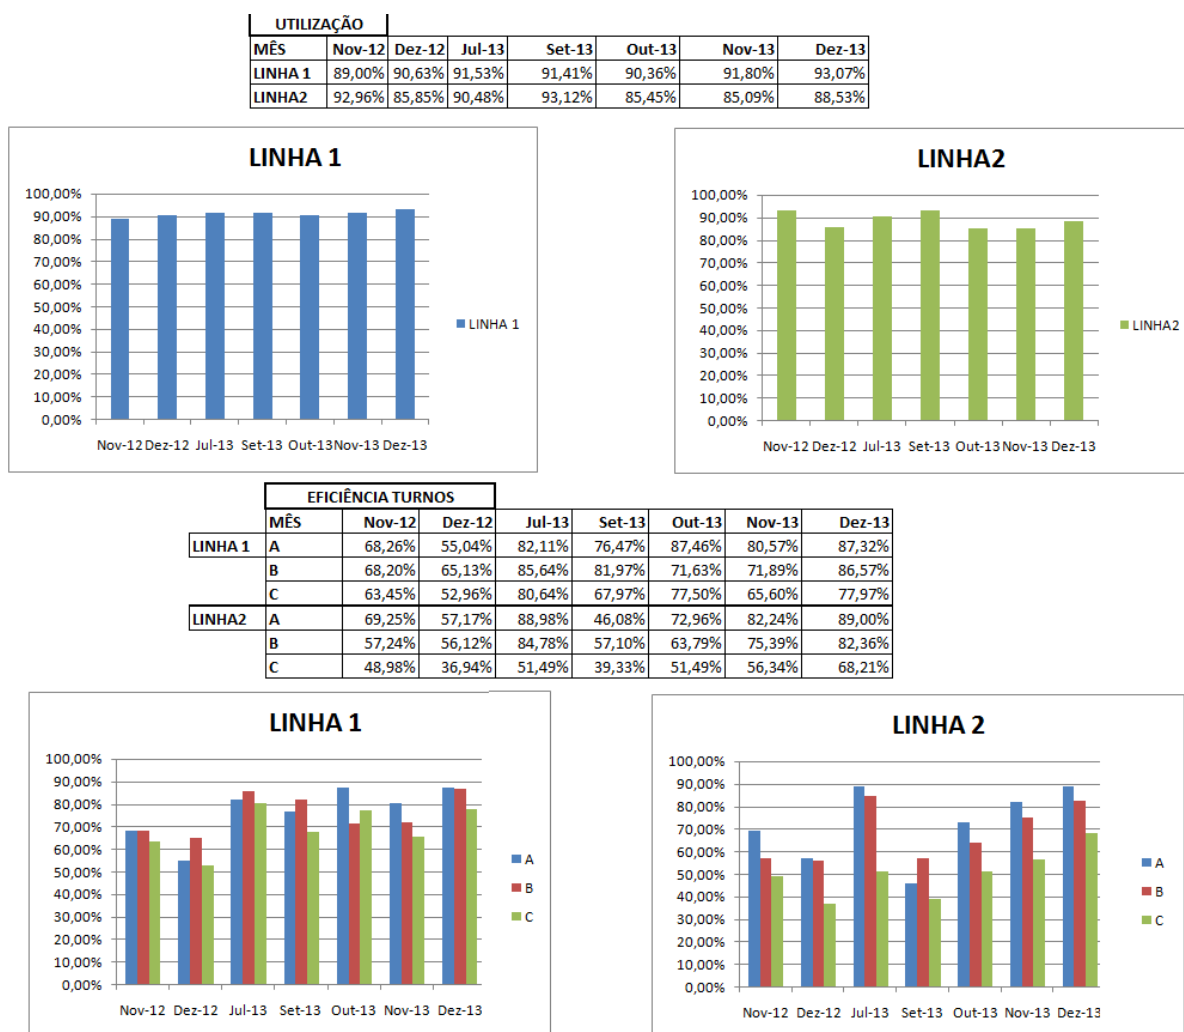 UTILIZAÇÃO
MÊS Nov-12 Dez-12 Jul-13 Set-13 Out-13 Nov-13 Dez-13
LINHA 1 89,00% 90,63% 91,53% 91,41% 90,36% 91,80% 93,07%
LINHA2 92,96% 85,85% 90,48% 93,12% 85,45% 85,09% 88,53%
LINHA 1
100,00%
90,00%
80,00%
70,00%
60,00%
50,00%
40,00%
30,00%
20,00%
10,00%
0,00%
Nov-12 Dez-12 Jul-13 Set-13 Out-13 Nov-13 Dez-13
LINHA 1
LINHA2
100,00%
90,00%
80,00%
70,00%
60,00%
50,00%
40,00%
30,00%
20,00%
10,00%
0,00%
Nov-12 Dez-12 Jul-13 Set-13 Out-13 Nov-13 Dez-13
LINHA2
EFICIÊNCIA TURNOS
MÊS Nov-12 Dez-12 Jul-13 Set-13 Out-13 Nov-13 Dez-13
LINHA 1 A 68,26% 55,04% 82,11% 76,47% 87,46% 80,57% 87,32%
B 68,20% 65,13% 85,64% 81,97% 71,63% 71,89% 86,57%
C 63,45% 52,96% 80,64% 67,97% 77,50% 65,60% 77,97%
LINHA2 A 69,25% 57,17% 88,98% 46,08% 72,96% 82,24% 89,00%
B 57,24% 56,12% 84,78% 57,10% 63,79% 75,39% 82,36%
C 48,98% 36,94% 51,49% 39,33% 51,49% 56,34% 68,21%
LINHA 1
100,00%
90,00%
80,00%
70,00%
60,00%
50,00%
40,00%
30,00%
20,00%
10,00%
0,00%
Nov-12 Dez-12 Jul-13 Set-13 Out-13 Nov-13 Dez-13
A
B
C
LINHA 2
100,00%
90,00%
80,00%
70,00%
60,00%
50,00%
40,00%
30,00%
20,00%
10,00%
0,00%
Nov-12 Dez-12 Jul-13 Set-13 Out-13 Nov-13 Dez-13
A
B
C